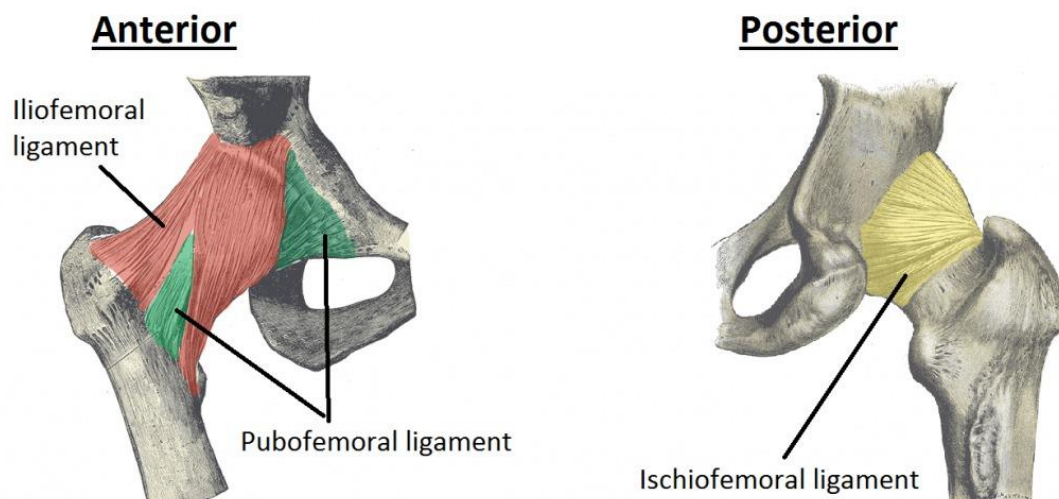 Anterior
Posterior
Iliofemoral
ligament
Pubofemoral ligament
Ischiofemoral ligament